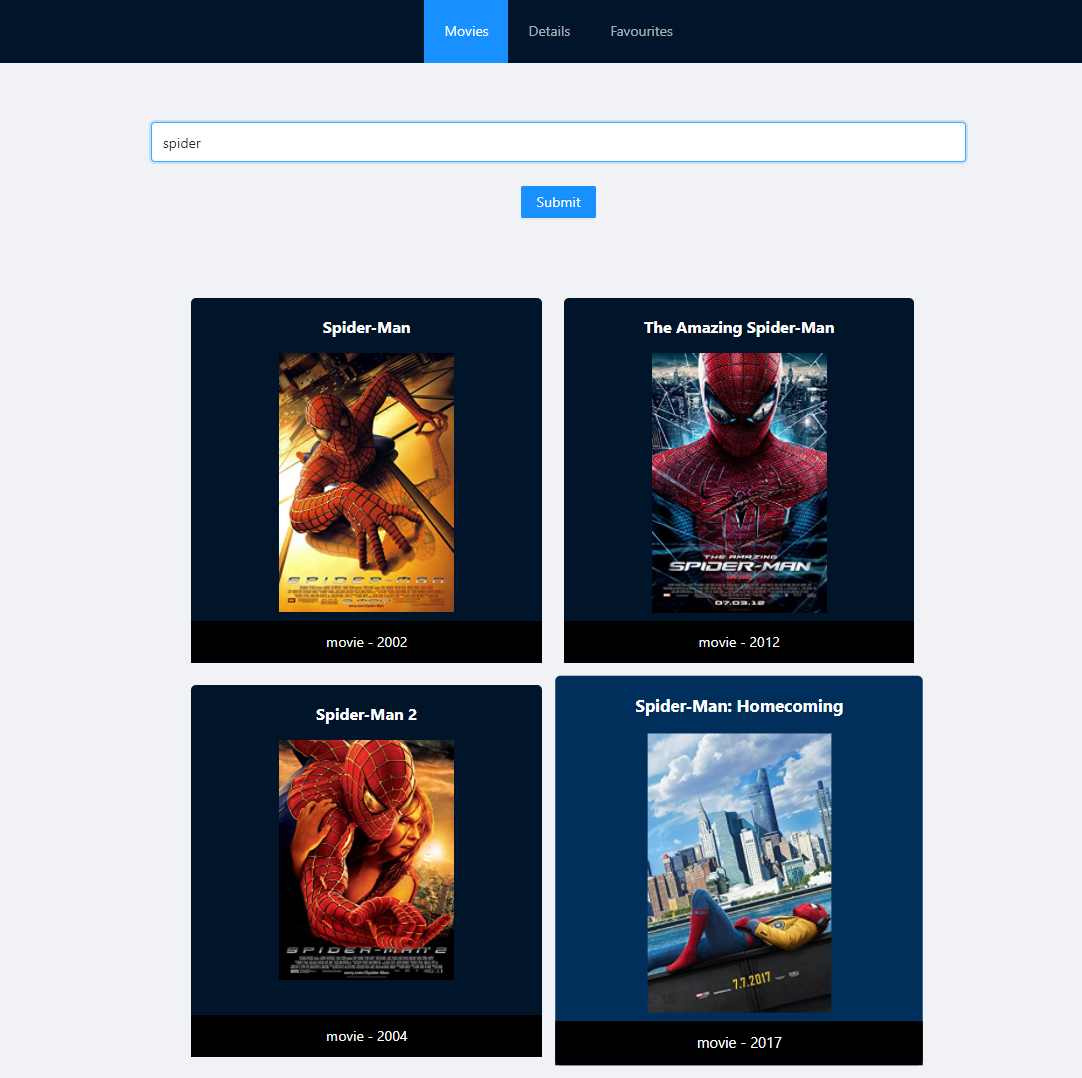 Movies Details Favourites
spider
Submit
Spider-Man
The Amazing Spider-Man
SPIDER-MAN
THE AMAZING
SPIDER-MAN
07.03.12
movie - 2002
movie - 2012
Spider-Man 2
Spider-Man: Homecoming
SPIDER-MAN 2
7.7.2017
movie - 2004
movie - 2017